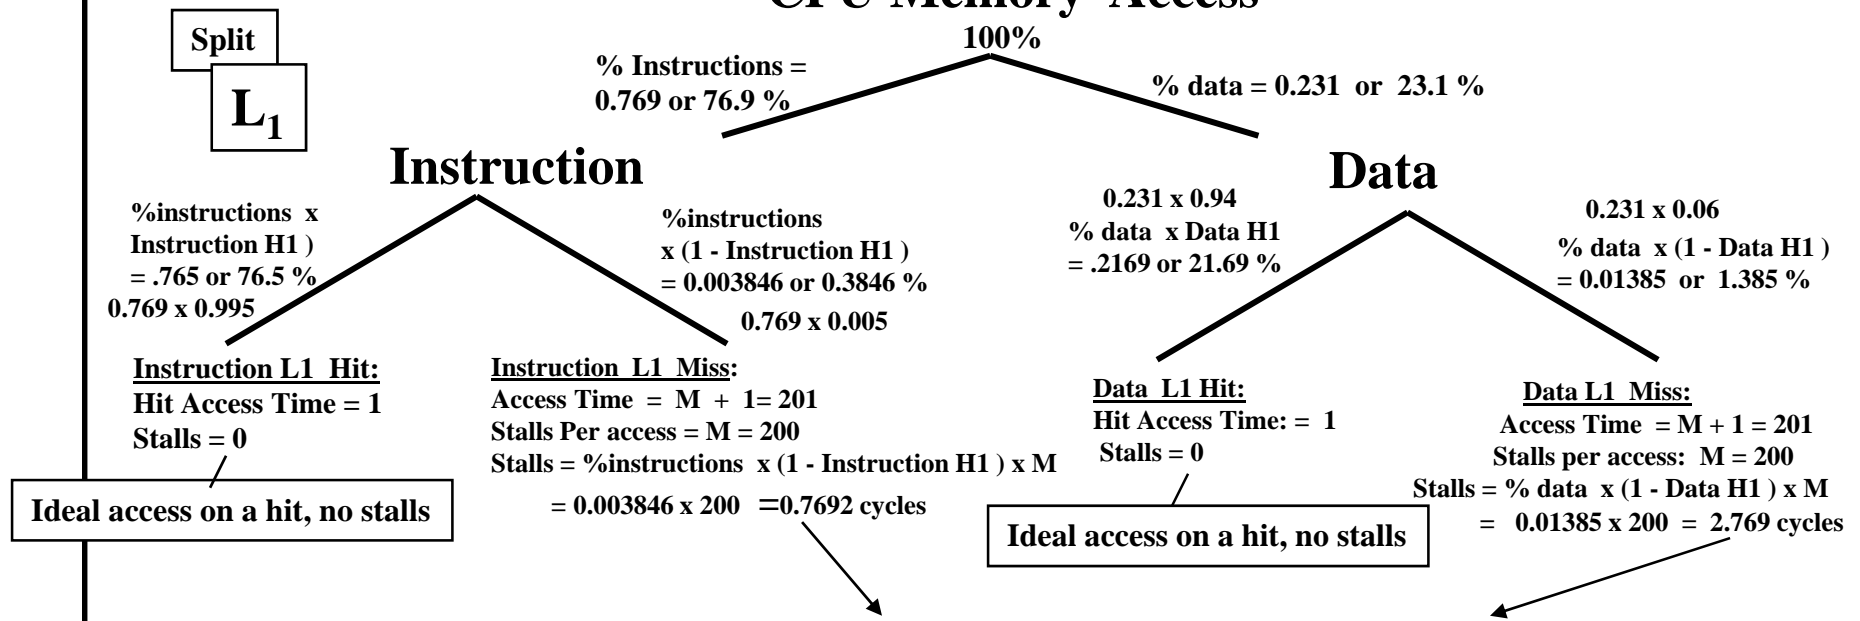 CPU Memory Access
100%
Split
L1
% Instructions =
0.769 or 76.9 %
% data = 0.231 or 23.1 %
Instruction
Data
%instructions x
Instruction H1 )
= .765 or 76.5 %
0.769 x 0.995
%instructions
x (1 - Instruction H1 )
= 0.003846 or 0.3846 %
0.769 x 0.005
0.231 x 0.94
% data x Data H1
= .2169 or 21.69 %
0.231 x 0.06
% data x (1 - Data H1 )
= 0.01385 or 1.385 %
Instruction L1 Hit:
Hit Access Time = 1
Stalls = 0
Ideal access on a hit, no stalls
Instruction L1 Miss:
Access Time = M + 1= 201
Stalls Per access = M = 200
Stalls = %instructions x (1 - Instruction H1 ) x M
= 0.003846 x 200 =0.7692 cycles
Data L1 Hit:
Hit Access Time: = 1
Stalls = 0
Ideal access on a hit, no stalls
Data L1 Miss:
Access Time = M + 1 = 201
Stalls per access: M = 200
Stalls = % data x (1 - Data H1 ) x M
= 0.01385 x 200 = 2.769 cycles